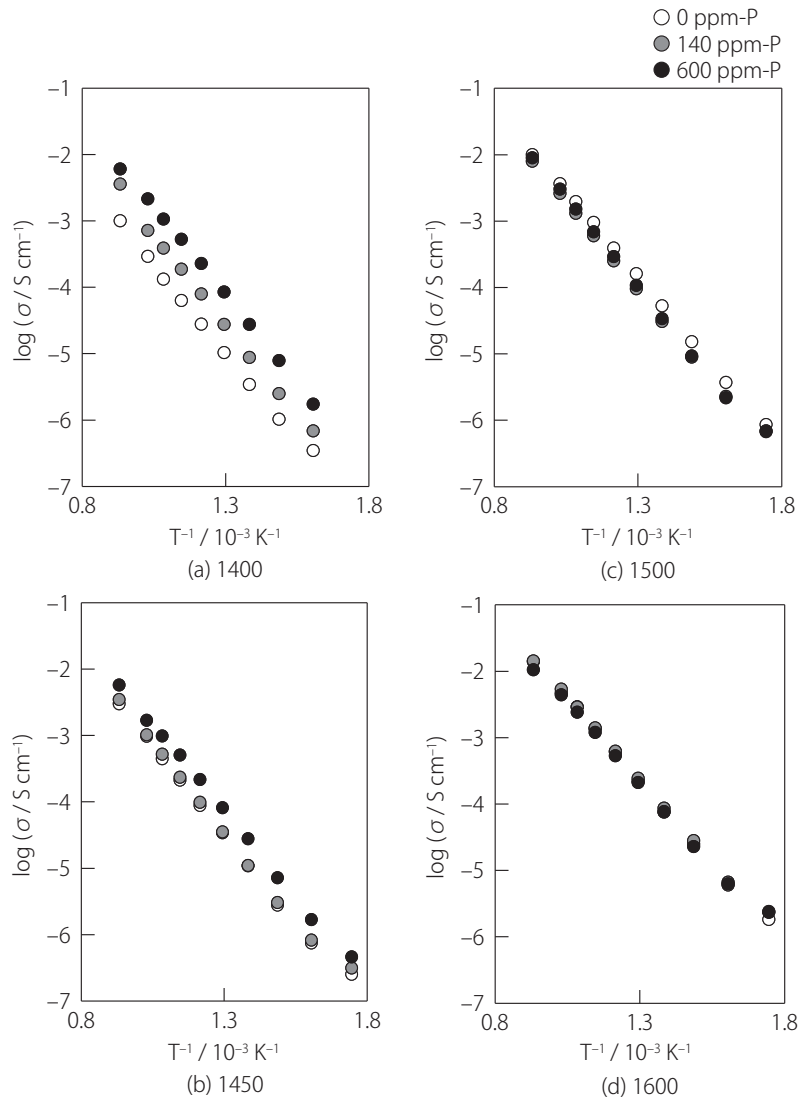 0 ppm-P
140 ppm-P
600 ppm-P
−1
−2
−3
−4
−5
−6
−7
log (σ / S cm⁻¹)
0.8 1.3 1.8
T⁻¹ / 10⁻³ K⁻¹
(a) 1400
−1
−2
−3
−4
−5
−6
−7
log (σ / S cm⁻¹)
0.8 1.3 1.8
T⁻¹ / 10⁻³ K⁻¹
(c) 1500
−1
−2
−3
−4
−5
−6
−7
log (σ / S cm⁻¹)
0.8 1.3 1.8
T⁻¹ / 10⁻³ K⁻¹
(b) 1450
−1
−2
−3
−4
−5
−6
−7
log (σ / S cm⁻¹)
0.8 1.3 1.8
T⁻¹ / 10⁻³ K⁻¹
(d) 1600